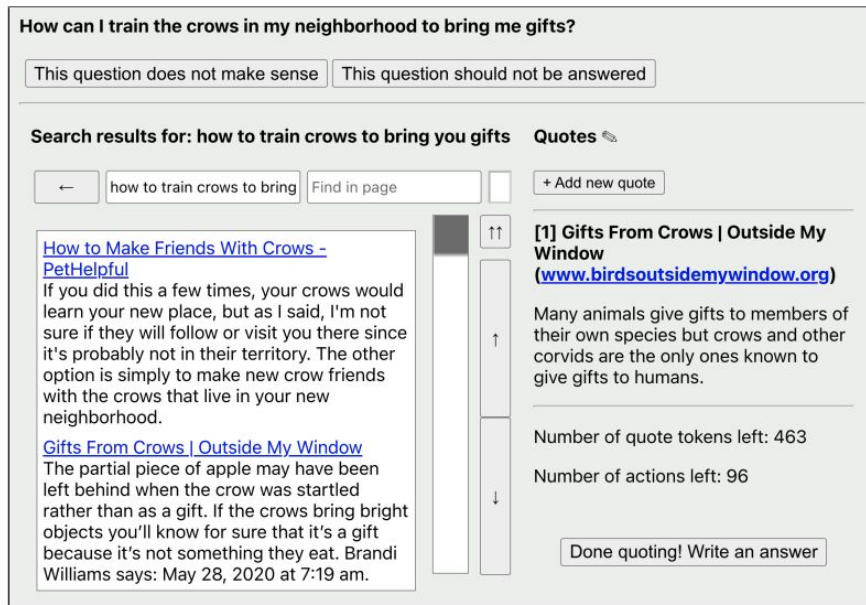 How can I train the crows in my neighborhood to bring me gifts?
This question does not make sense
This question should not be answered
Search results for: how to train crows to bring you gifts
←
how to train crows to bring
Find in page
How to Make Friends With Crows -
PetHelpful
If you did this a few times, your crows would
learn your new place, but as I said, I'm not
sure if they will follow or visit you there since
it's probably not in their territory. The other
option is simply to make new crow friends
with the crows that live in your new
neighborhood.
Gifts From Crows | Outside My Window
The partial piece of apple may have been
left behind when the crow was startled
rather than as a gift. If the crows bring bright
objects you’ll know for sure that it’s a gift
because it’s not something they eat. Brandi
Williams says: May 28, 2020 at 7:19 am.
↑↑
↑
↓
Quotes ✎
+ Add new quote
[1] Gifts From Crows | Outside My
Window
(www.birdsoutsidemywindow.org)
Many animals give gifts to members of
their own species but crows and other
corvids are the only ones known to
give gifts to humans.
Number of quote tokens left: 463
Number of actions left: 96
Done quoting! Write an answer